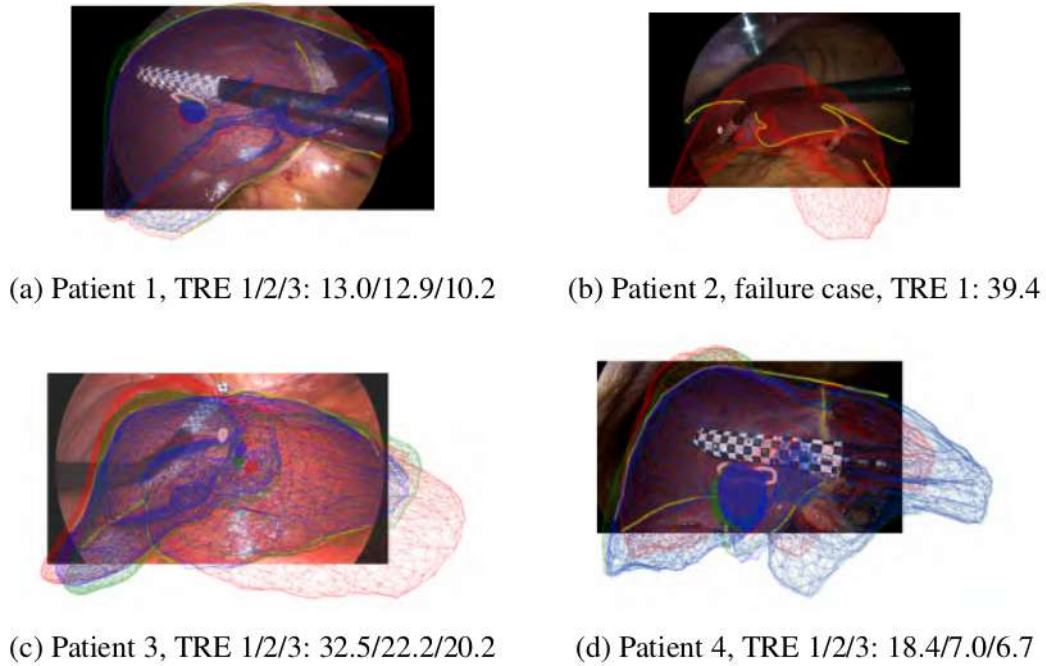 (a) Patient 1, TRE 1/2/3: 13.0/12.9/10.2
(b) Patient 2, failure case, TRE 1: 39.4
(c) Patient 3, TRE 1/2/3: 32.5/22.2/20.2
(d) Patient 4, TRE 1/2/3: 18.4/7.0/6.7